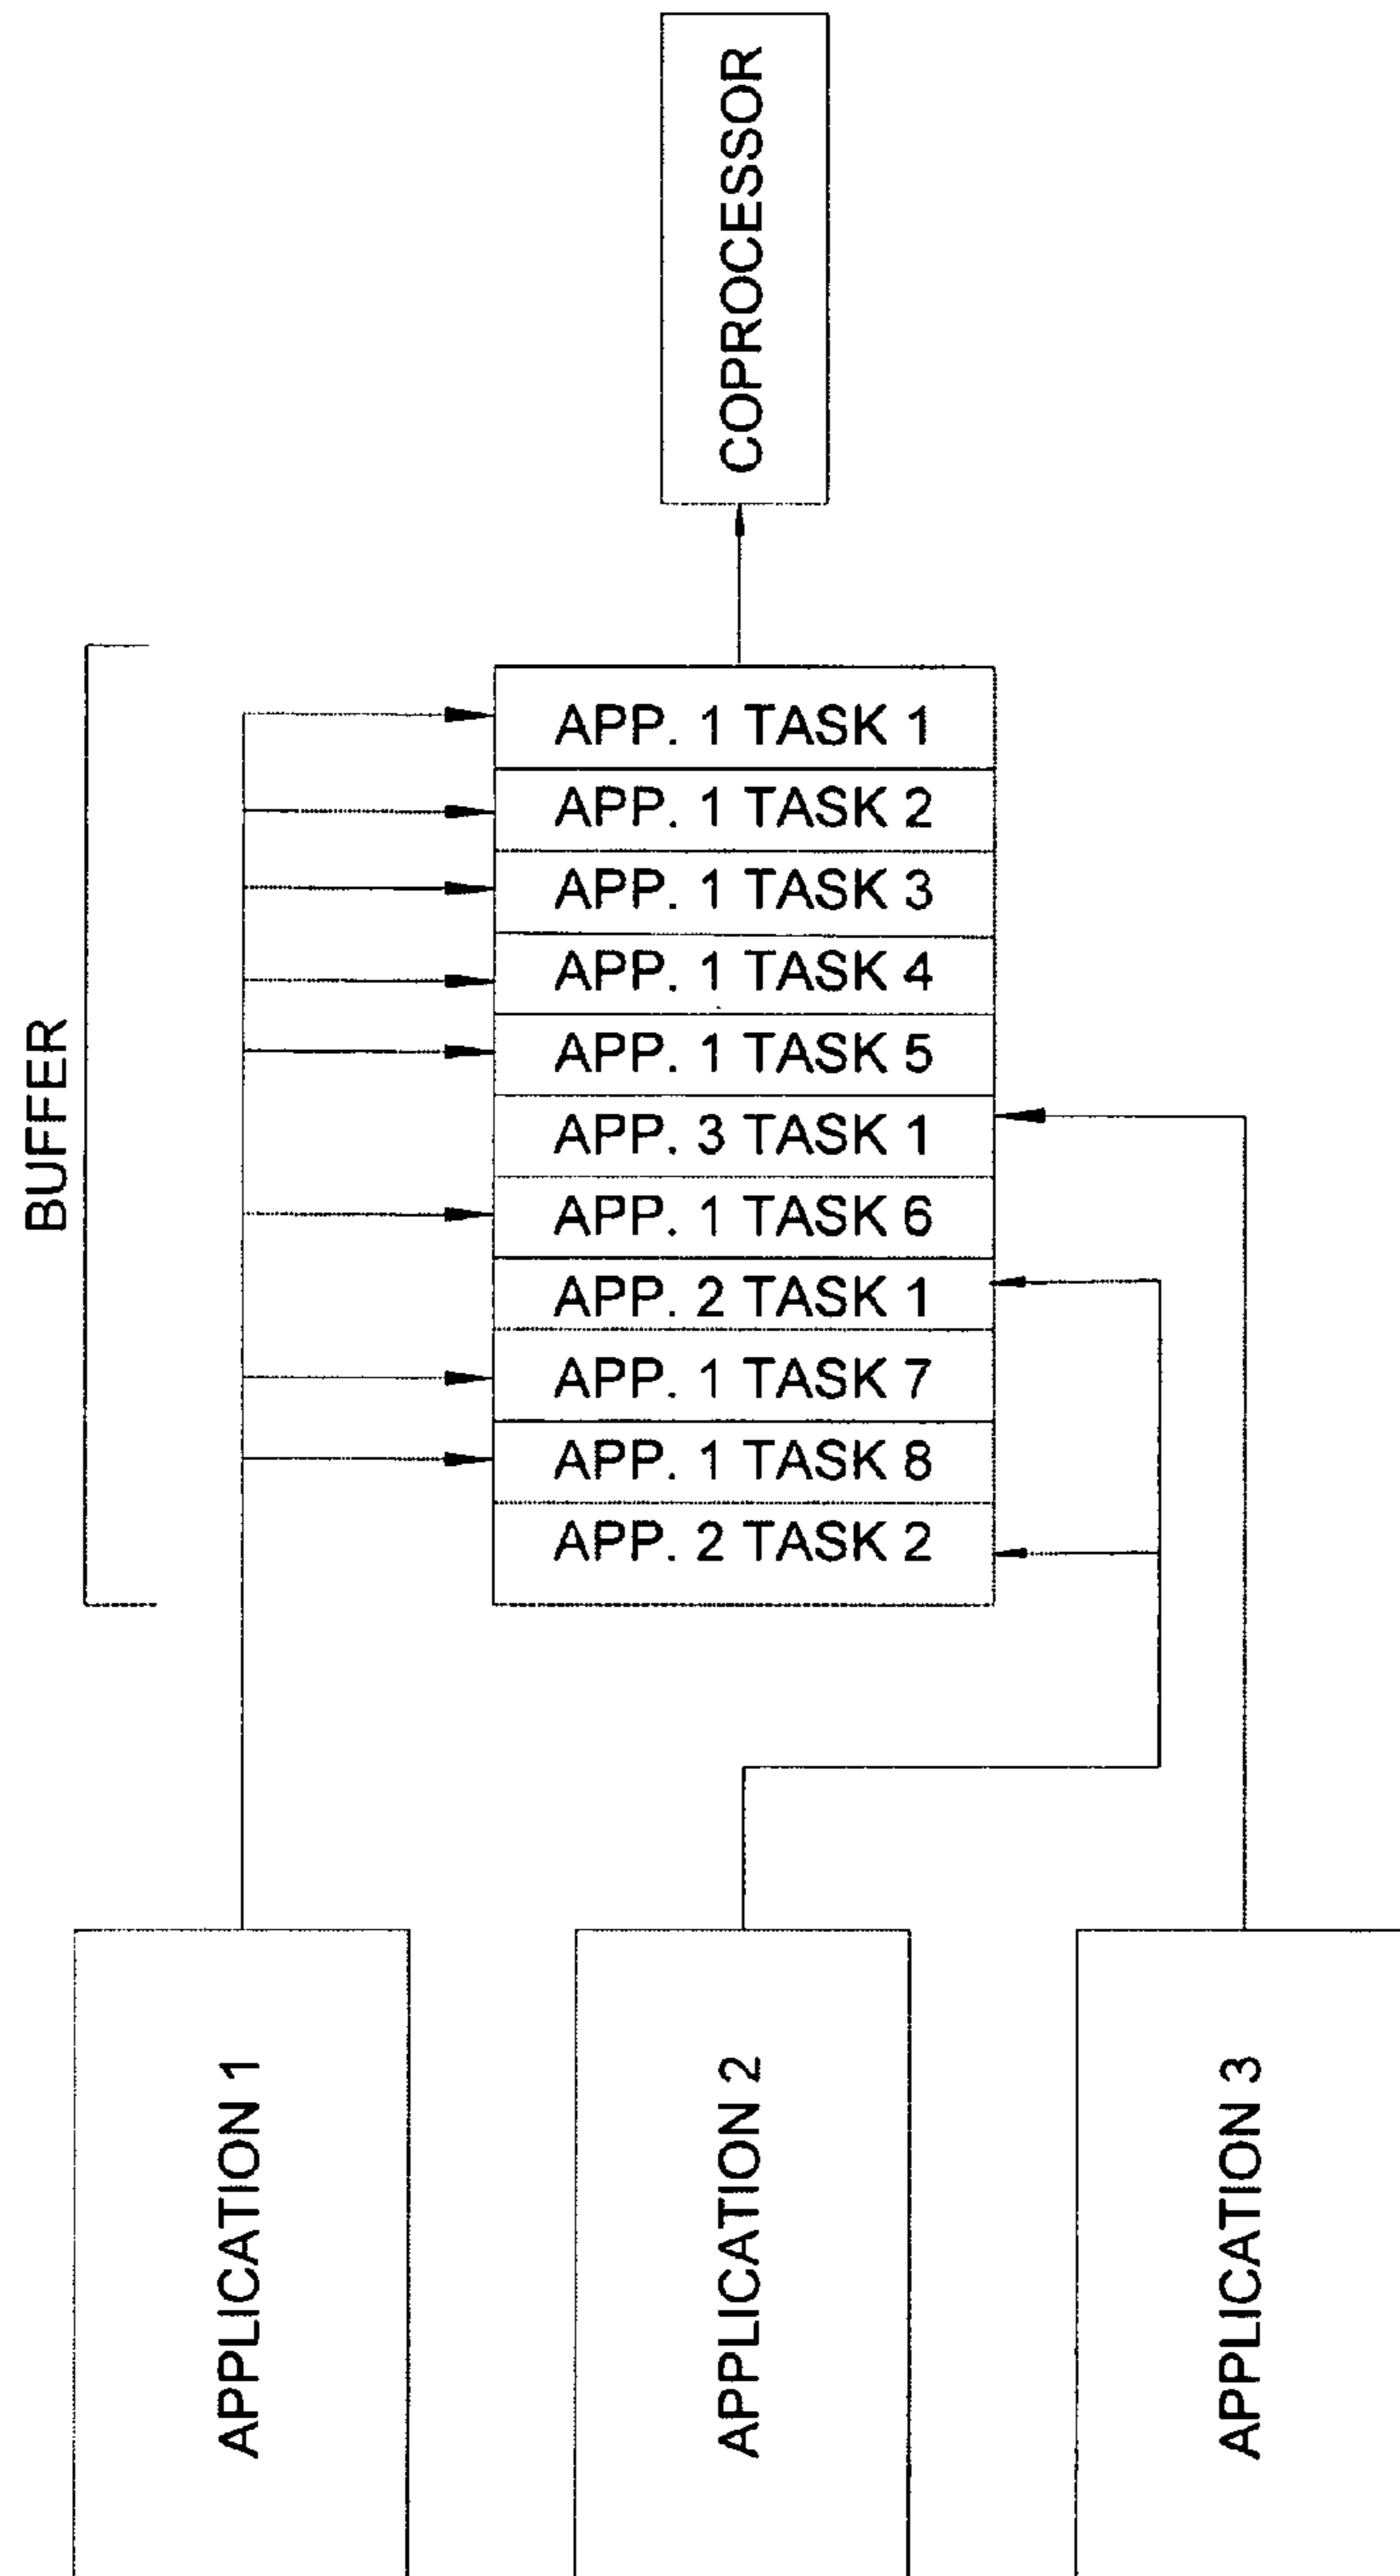 COPROCESSOR
BUFFER
APP. 1 TASK 1
APP. 1 TASK 2
APP. 1 TASK 3
APP. 1 TASK 4
APP. 1 TASK 5
APP. 3 TASK 1
APP. 1 TASK 6
APP. 2 TASK 1
APP. 1 TASK 7
APP. 1 TASK 8
APP. 2 TASK 2
APPLICATION 1
APPLICATION 2
APPLICATION 3